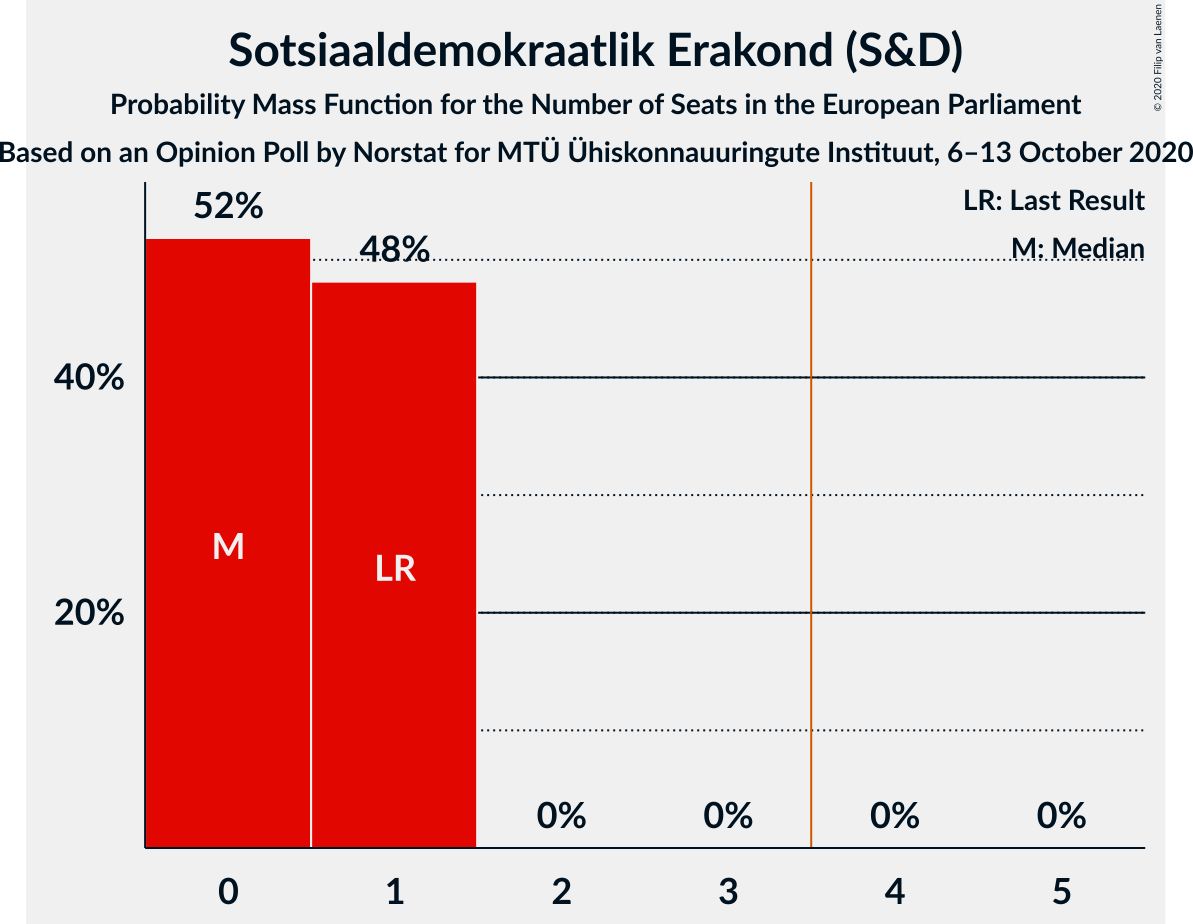 Sotsiaaldemokraatlik Erakond (S&D)
Probability Mass Function for the Number of Seats in the European Parliament
Based on an Opinion Poll by Norstat for MTÜ Ühiskonnauuringute Instituut, 6–13 October 2020
© 2020 Filip van Laenen
LR: Last Result
M: Median
52%
48%
40%
20%
M
LR
0%
0%
0%
0%
0
1
2
3
4
5